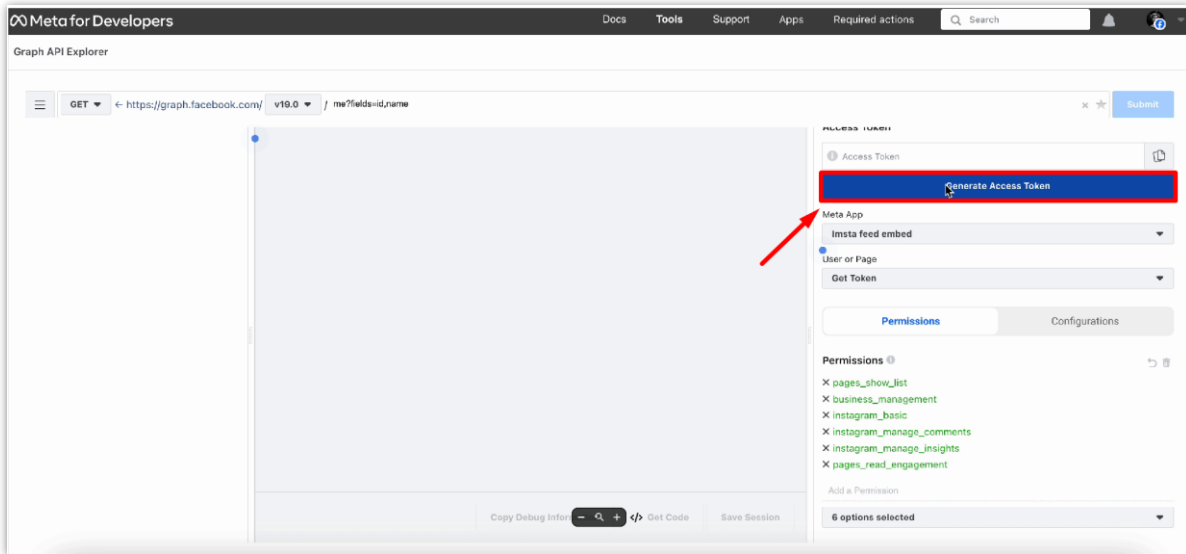 Meta for Developers
Docs Tools Support Apps Required actions Search
Graph API Explorer
GET ← https://graph.facebook.com/ v19.0 / me?fields=id,name Submit
Access Token
Access Token
Generate Access Token
Meta App
Imsta feed embed
User or Page
Get Token
Permissions Configurations
Permissions
pages_show_list
business_management
instagram_basic
instagram_manage_comments
instagram_manage_insights
pages_read_engagement
Add a Permission
6 options selected
Copy Debug Infor </> Get Code Save Session